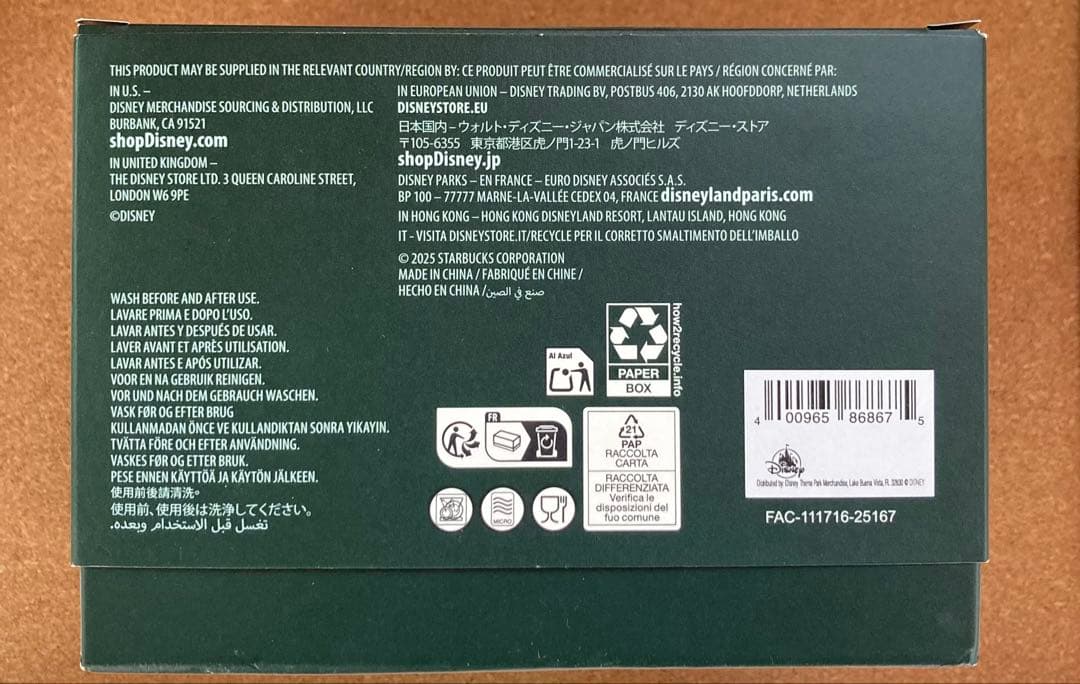 THIS PRODUCT MAY BE SUPPLIED IN THE RELEVANT COUNTRY/REGION BY: CE PRODUIT PEUT ÊTRE COMMERCIALISÉ SUR LE PAYS / RÉGION CONCERNÉ PAR:
IN U.S. –
DISNEY MERCHANDISE SOURCING & DISTRIBUTION, LLC
BURBANK, CA 91521
shopDisney.com
IN UNITED KINGDOM –
THE DISNEY STORE LTD. 3 QUEEN CAROLINE STREET,
LONDON W6 9PE
©DISNEY
IN EUROPEAN UNION – DISNEY TRADING BV, POSTBUS 406, 2130 AK HOOFDDORP, NETHERLANDS
DISNEYSTORE.EU
日本国内–ウォルト・ディズニー・ジャパン株式会社 ディズニー・ストア
〒105-6355 東京都港区虎ノ門1-23-1 虎ノ門ヒルズ
shopDisney.jp
DISNEY PARKS – EN FRANCE – EURO DISNEY ASSOCIÉS S.A.S.
BP 100 – 77777 MARNE-LA-VALLÉE CEDEX 04, FRANCE disneylandparis.com
IN HONG KONG – HONG KONG DISNEYLAND RESORT, LANTAU ISLAND, HONG KONG
IT - VISITA DISNEYSTORE.IT/RECYCLE PER IL CORRETTO SMALTIMENTO DELL'IMBALLO
© 2025 STARBUCKS CORPORATION
MADE IN CHINA / FABRIQUÉ EN CHINE /
HECHO EN CHINA /صنع في الصين
WASH BEFORE AND AFTER USE.
LAVARE PRIMA E DOPO L'USO.
LAVAR ANTES Y DESPUÉS DE USAR.
LAVER AVANT ET APRÈS UTILISATION.
LAVAR ANTES E APÓS UTILIZAR.
VOOR EN NA GEBRUIK REINIGEN.
VOR UND NACH DEM GEBRAUCH WASCHEN.
VASK FØR OG EFTER BRUG
KULLANMADAN ÖNCE VE KULLANDIKTAN SONRA YIKAYIN.
TVÄTTA FÖRE OCH EFTER ANVÄNDNING.
VASKES FØR OG ETTER BRUK.
PESE ENNEN KÄYTTÖÄ JA KÄYTÖN JÄLKEEN.
使用前後請清洗。
使用前、使用後は洗浄してください。
تغسل قبل الاستخدام وبعده.
how2recycle.info
PAPER
BOX
Al Azul
FR
21
PAP
RACCOLTA
CARTA
RACCOLTA
DIFFERENZIATA
Verifica le
disposizioni del
tuo comune
MICRO
4 00965 86867 5
Disney
Distributed by: Disney Theme Park Merchandise, Lake Buena Vista, FL 32830 © DISNEY
FAC-111716-25167